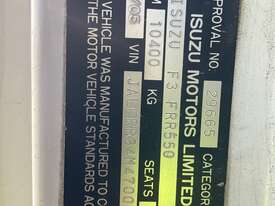 APPROVAL NO. 29665 CATEGOR
ISUZU MOTORS LIMITED
ISUZU F3 FRR550
M 10400 KG SEATS
VIN
VEHICLE WAS MANUFACTURED TO C
THE MOTOR VEHICLE STANDARDS AC